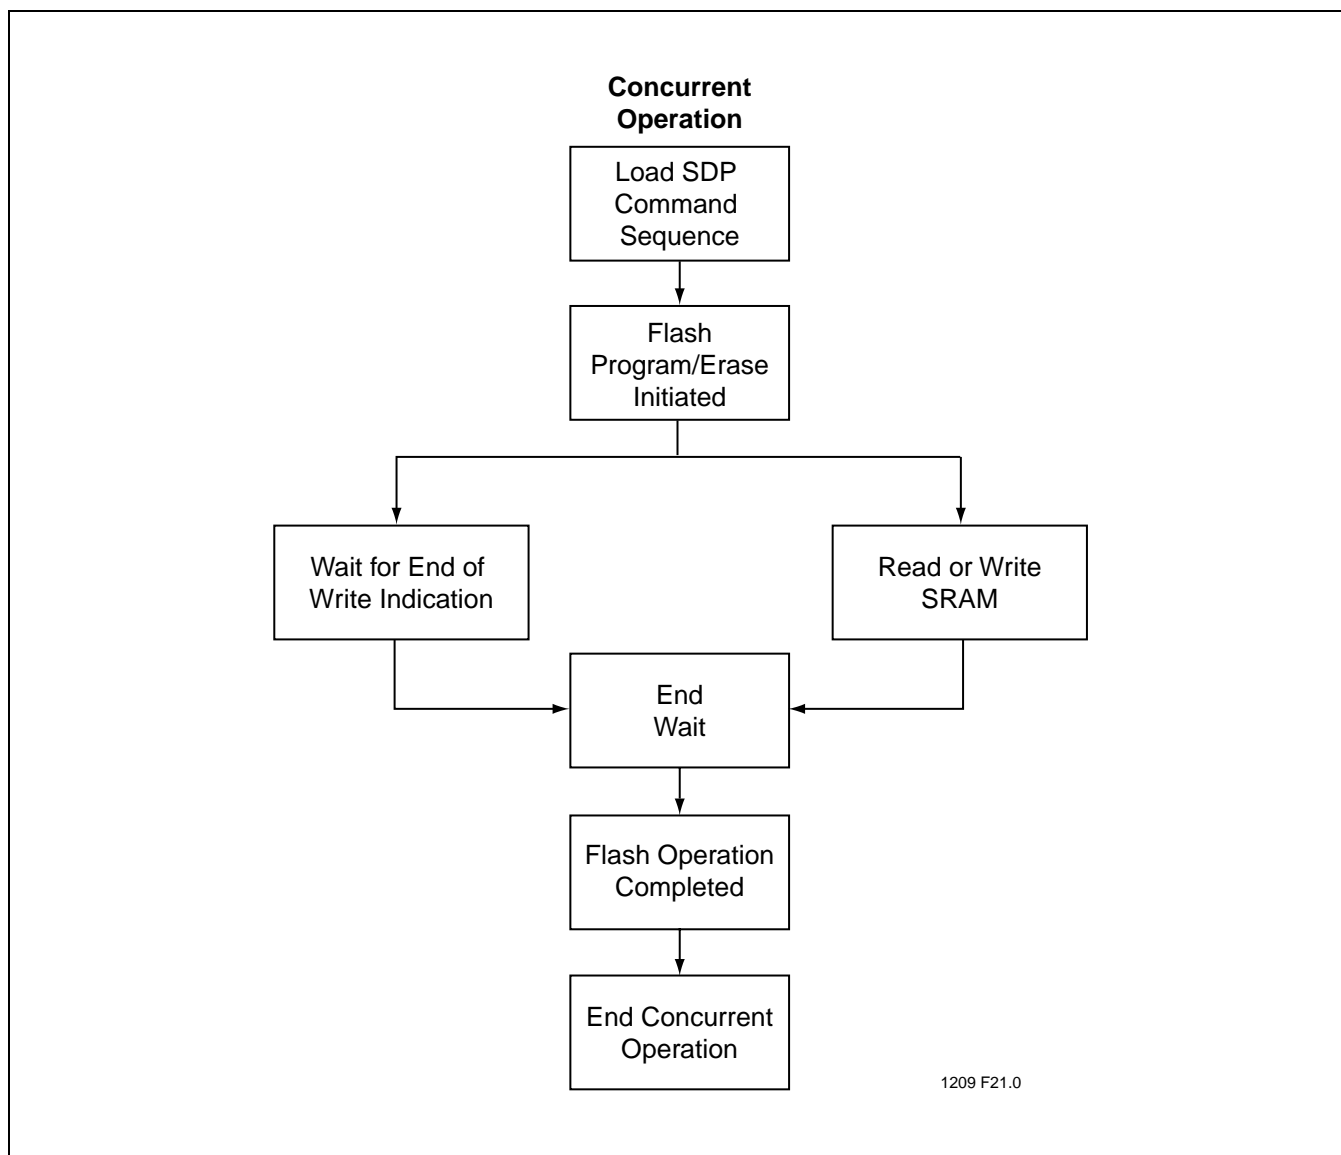 Concurrent
Operation
Load SDP
Command
Sequence
Flash
Program/Erase
Initiated
Wait for End of
Write Indication
Read or Write
SRAM
End
Wait
Flash Operation
Completed
End Concurrent
Operation
1209 F21.0